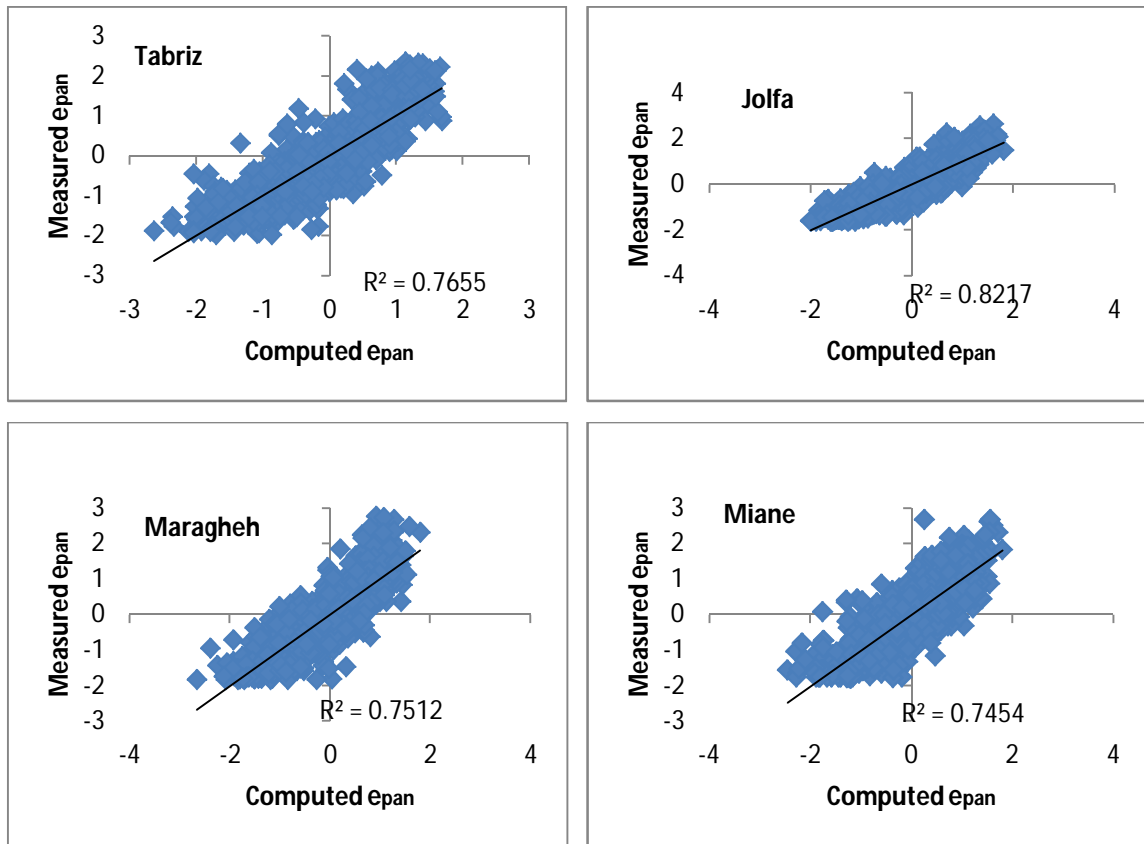 Tabriz
Measured epan
3
2
1
0
-1
-2
-3
-3 -2 -1 0 1 2 3
R² = 0.7655
Computed epan
Jolfa
Measured epan
4
2
0
-2
-4
-4 -2 0 2 4
R² = 0.8217
Computed epan
Maragheh
Measured epan
3
2
1
0
-1
-2
-3
R² = 0.7512
-4 -2 0 2 4
Computed epan
Miane
Measured epan
3
2
1
0
-1
-2
-3
R² = 0.7454
-4 -2 0 2 4
Computed epan